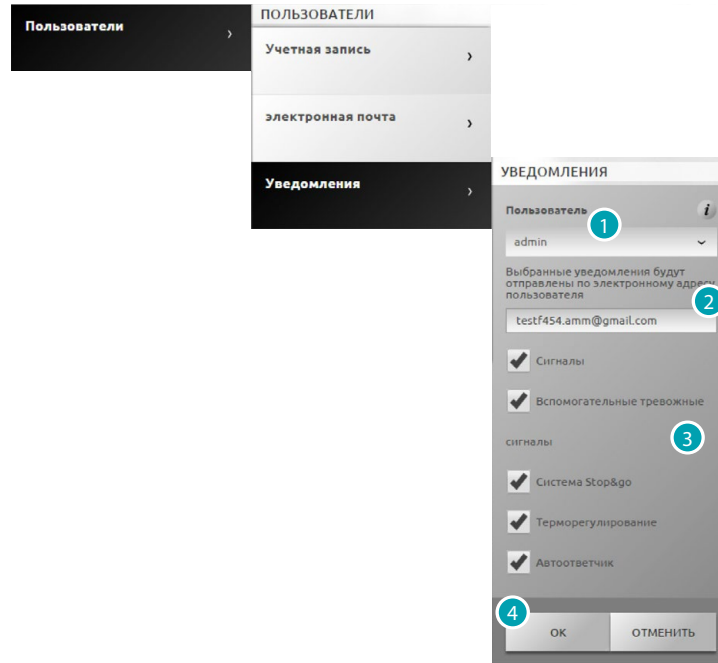 Пользователи
ПОЛЬЗОВАТЕЛИ
Учетная запись
электронная почта
Уведомления
УВЕДОМЛЕНИЯ
Пользователь
1
i
admin
Выбранные уведомления будут
отправлены по электронному адресу
пользователя
2
testf454.amm@gmail.com
Сигналы
Вспомогательные тревожные
сигналы
3
Система Stop&go
Терморегулирование
Автоответчик
4
ОК
ОТМЕНИТЬ